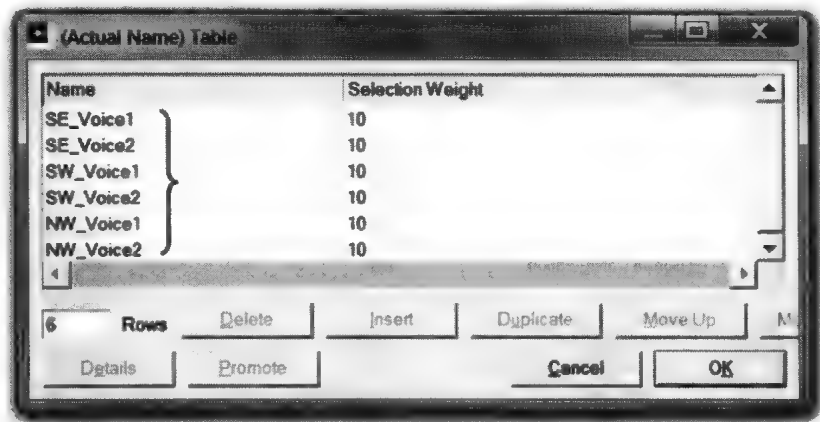 (Actual Name) Table
Name Selection Weight
SE_Voice1 10
SE_Voice2 10
SW_Voice1 10
SW_Voice2 10
NW_Voice1 10
NW_Voice2 10
6 Rows Delete Insert Duplicate Move Up M
Details Promote Cancel OK